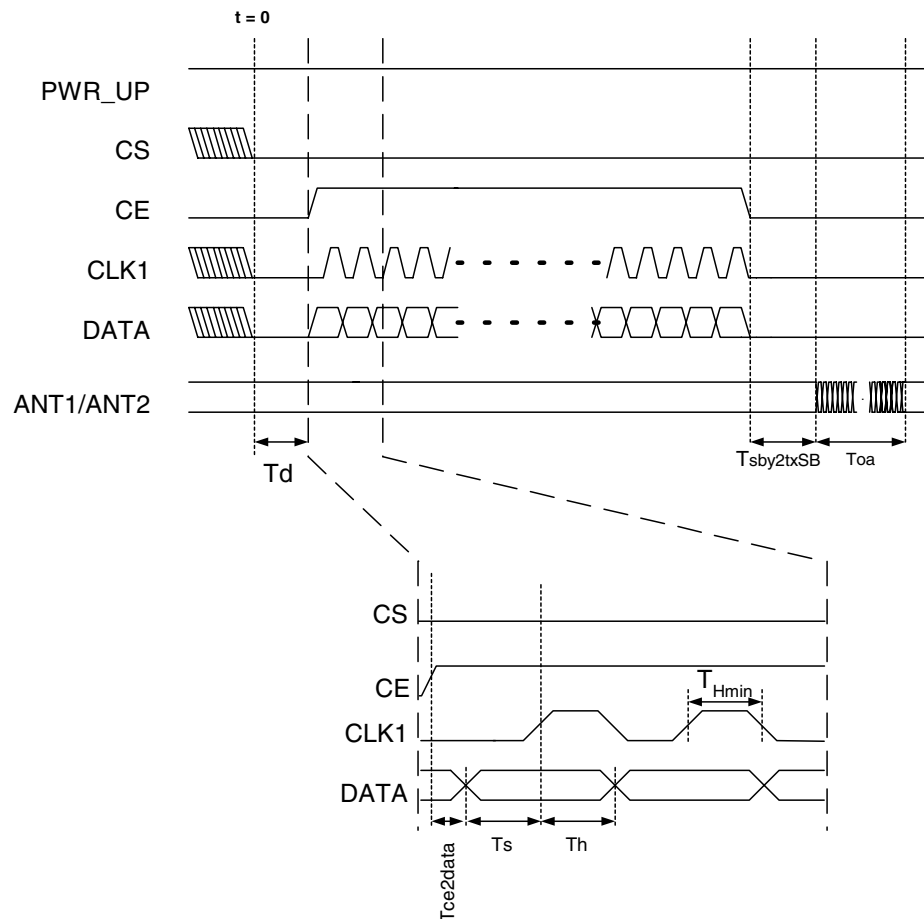 t = 0
PWR_UP
CS
CE
CLK1
DATA
ANT1/ANT2
Td
Tsby2txSB
Toa
CS
CE
THmin
CLK1
DATA
Ts
Th
Tce2data